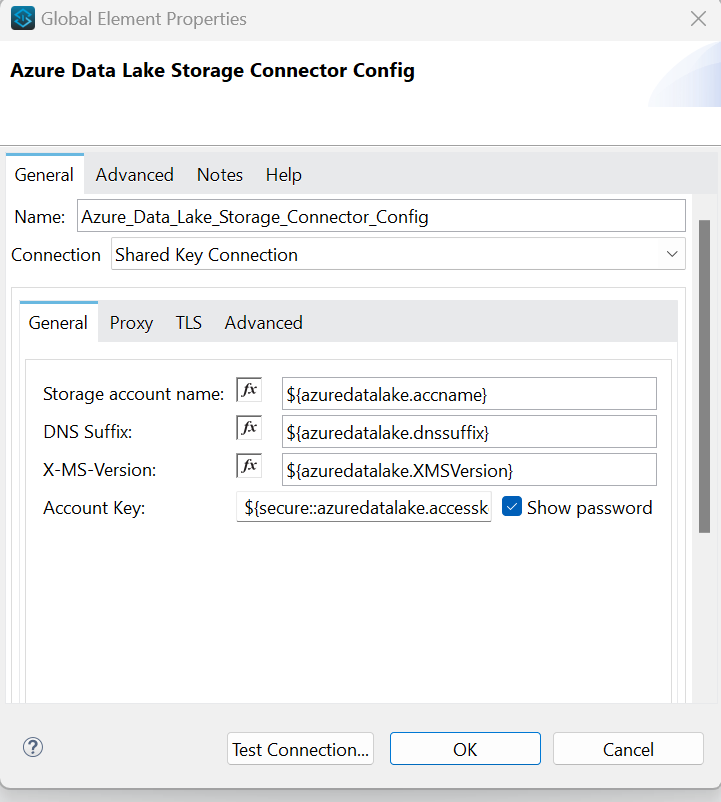 Global Element Properties
Azure Data Lake Storage Connector Config
General Advanced Notes Help
Name: Azure_Data_Lake_Storage_Connector_Config
Connection Shared Key Connection
General Proxy TLS Advanced
Storage account name: fx ${azuredatalake.accname}
DNS Suffix: fx ${azuredatalake.dnssuffix}
X-MS-Version: fx ${azuredatalake.XMSVersion}
Account Key: ${secure::azuredatalake.accessk Show password
? Test Connection... OK Cancel